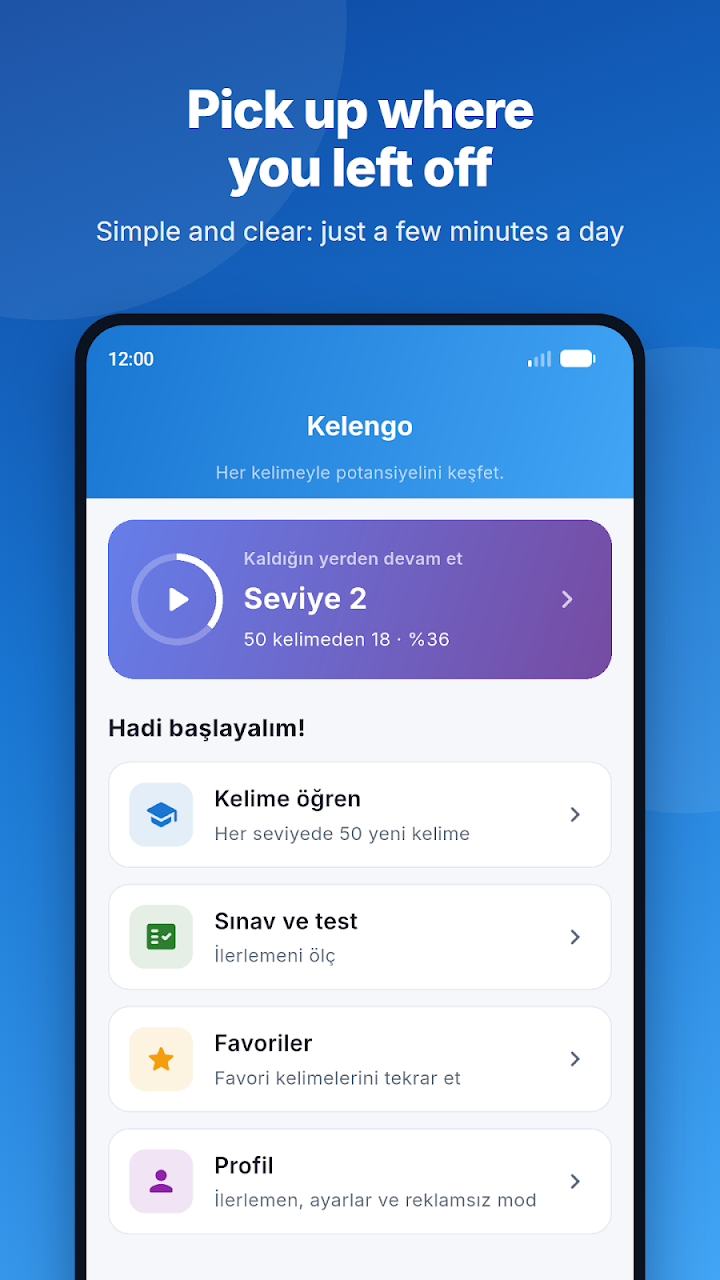 Pick up where
you left off
Simple and clear: just a few minutes a day
12:00
Kelengo
Her kelimeyle potansiyelini keşfet.
Kaldığın yerden devam et
Seviye 2
50 kelimeden 18 · %36
Hadi başlayalım!
Kelime öğren
Her seviyede 50 yeni kelime
Sınav ve test
İlerlemeni ölç
Favoriler
Favori kelimelerini tekrar et
Profil
İlerlemen, ayarlar ve reklamsız mod